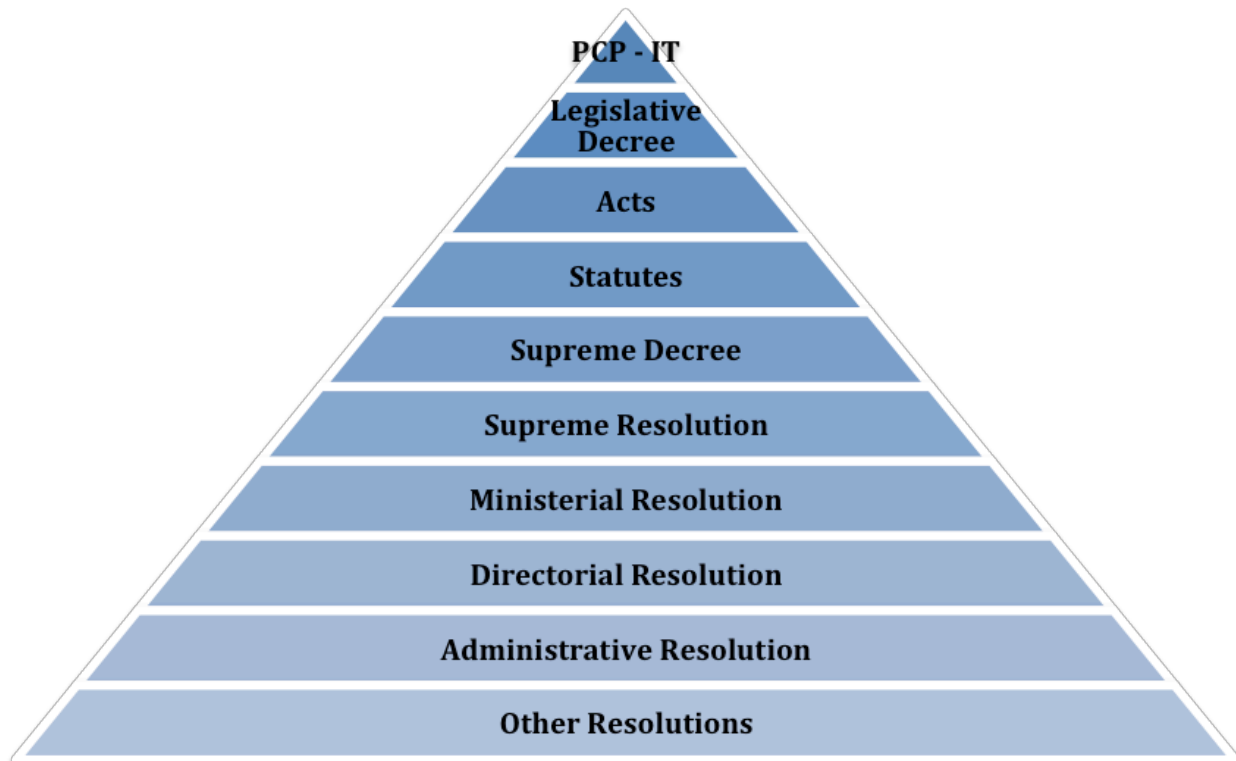 PCP - IT
Legislative
Decree
Acts
Statutes
Supreme Decree
Supreme Resolution
Ministerial Resolution
Directorial Resolution
Administrative Resolution
Other Resolutions